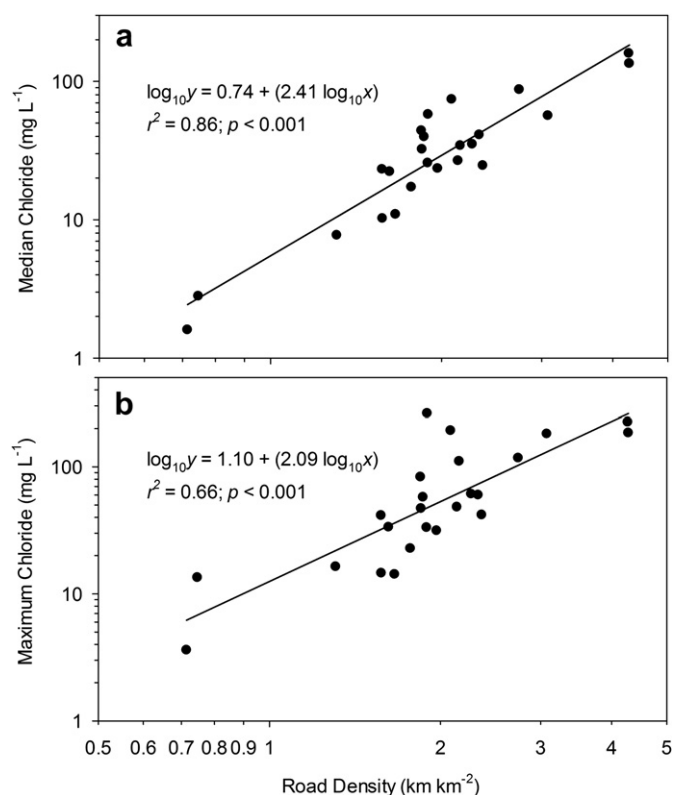 a
log₁₀y = 0.74 + (2.41 log₁₀x)
r² = 0.86; p < 0.001
Median Chloride (mg L⁻¹)
100
10
1
b
log₁₀y = 1.10 + (2.09 log₁₀x)
r² = 0.66; p < 0.001
Maximum Chloride (mg L⁻¹)
100
10
1
0.5 0.6 0.7 0.8 0.9 1 2 3 4 5
Road Density (km km⁻²)